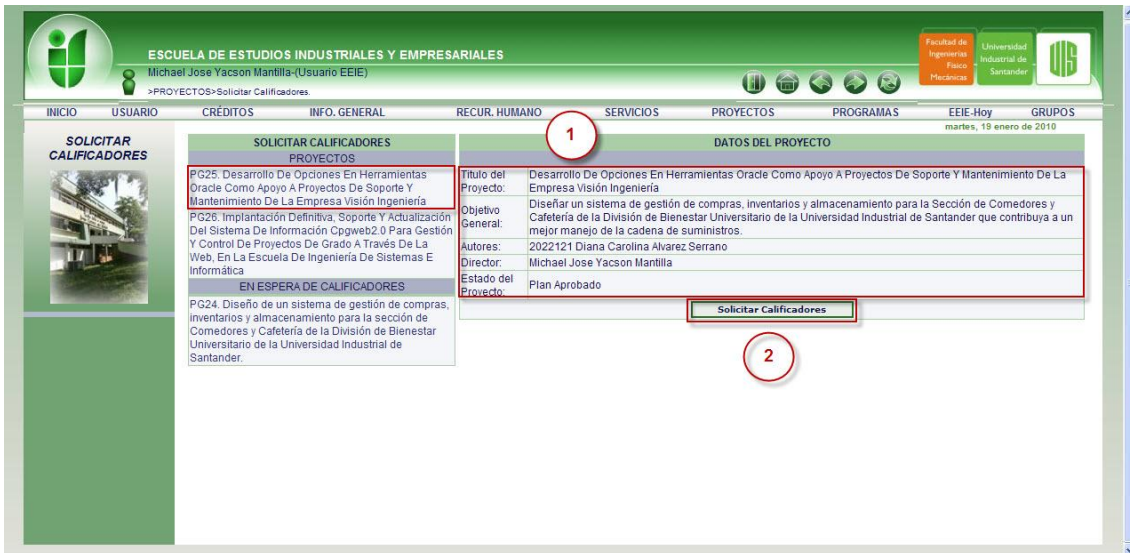 ESCUELA DE ESTUDIOS INDUSTRIALES Y EMPRESARIALES
Michael Jose Yacson Mantilla-(Usuario EEIE)
>PROYECTOS>Solicitar Calificadores.
Facultad de
Ingenierías
Físico
Mecánicas
Universidad
Industrial de
Santander
UIS
INICIO USUARIO CRÉDITOS INFO. GENERAL RECUR. HUMANO SERVICIOS PROYECTOS PROGRAMAS EEIE-Hoy GRUPOS
martes, 19 enero de 2010
SOLICITAR
CALIFICADORES
SOLICITAR CALIFICADORES
PROYECTOS
PG25. Desarrollo De Opciones En Herramientas
Oracle Como Apoyo A Proyectos De Soporte Y
Mantenimiento De La Empresa Visión Ingeniería
PG26. Implantación Definitiva, Soporte Y Actualización
Del Sistema De Información Cpgweb2.0 Para Gestión
Y Control De Proyectos De Grado A Través De La
Web, En La Escuela De Ingeniería De Sistemas E
Informática
EN ESPERA DE CALIFICADORES
PG24. Diseño de un sistema de gestión de compras,
inventarios y almacenamiento para la sección de
Comedores y Cafetería de la División de Bienestar
Universitario de la Universidad Industrial de
Santander.
1
DATOS DEL PROYECTO
Título del
Proyecto:
Desarrollo De Opciones En Herramientas Oracle Como Apoyo A Proyectos De Soporte Y Mantenimiento De La
Empresa Visión Ingeniería
Objetivo
General:
Diseñar un sistema de gestión de compras, inventarios y almacenamiento para la Sección de Comedores y
Cafetería de la División de Bienestar Universitario de la Universidad Industrial de Santander que contribuya a un
mejor manejo de la cadena de suministros.
Autores: 2022121 Diana Carolina Alvarez Serrano
Director: Michael Jose Yacson Mantilla
Estado del
Proyecto:
Plan Aprobado
Solicitar Calificadores
2